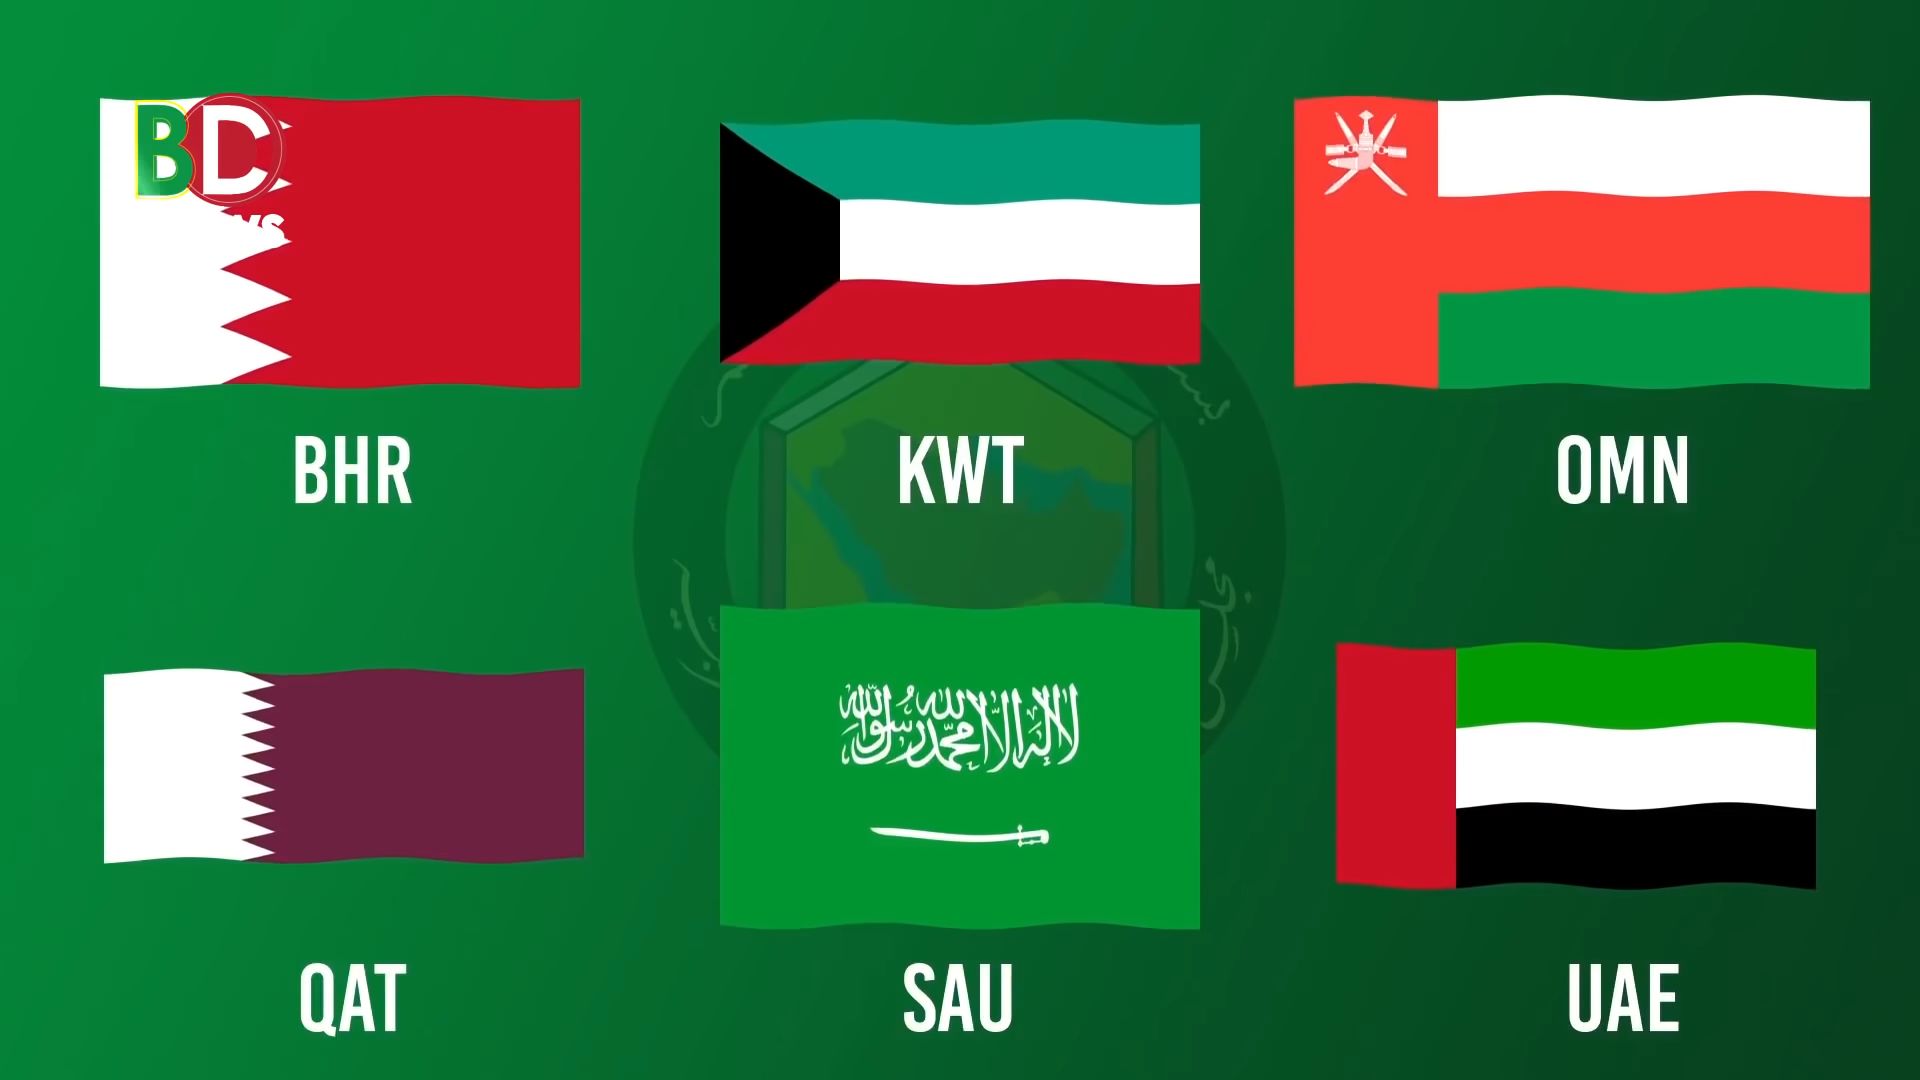 BD
BHR
KWT
OMN
لا إله إلا الله محمد رسول الله
QAT
SAU
UAE